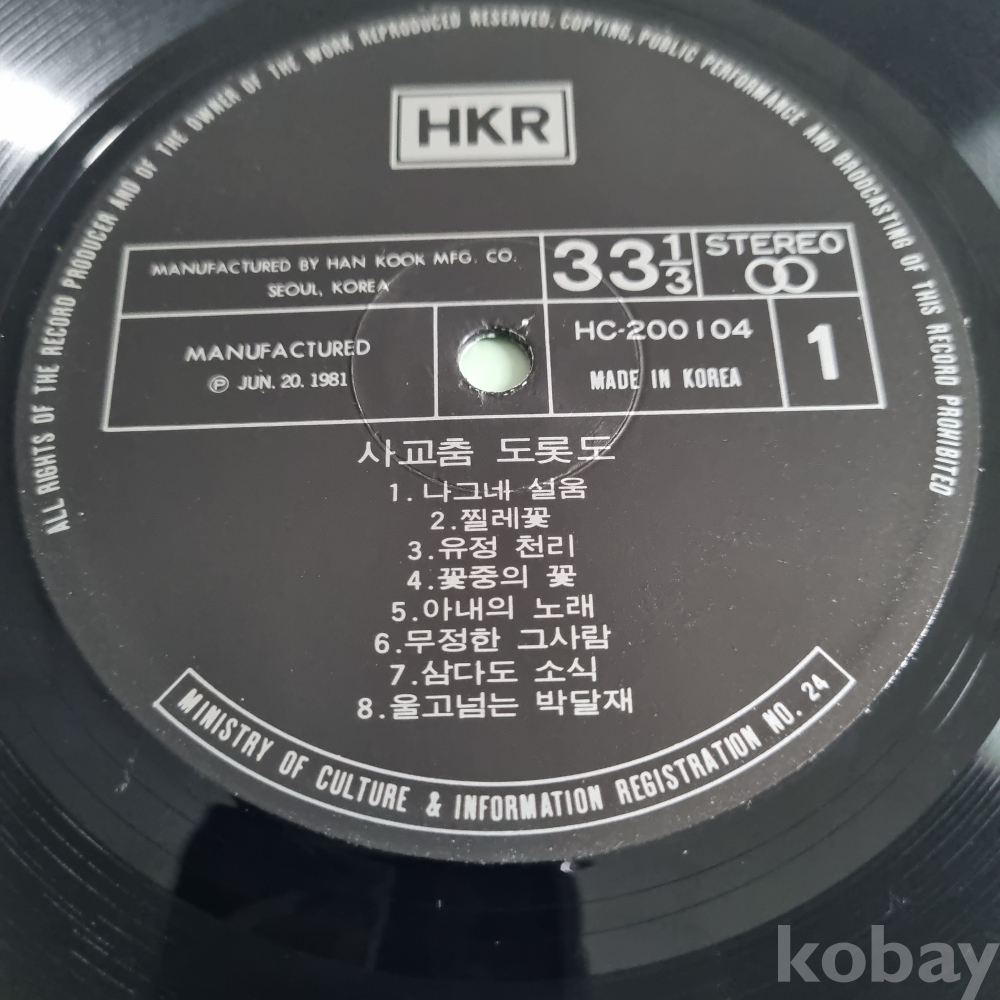 ALL RIGHTS OF THE RECORD PRODUCER AND OF THE OWNER OF THE WORK REPRODUCED RESERVED. COPYING, PUBLIC PERFORMANCE AND BRODCASTING OF THIS RECORD PROHIBITED
HKR
MANUFACTURED BY HAN KOOK MFG. CO.
SEOUL, KOREA
33 1/3
STEREO
MANUFACTURED
℗ JUN. 20. 1981
HC-200104
MADE IN KOREA
1
사교춤 도롯도
1.나그네 설움
2.찔레꽃
3.유정 천리
4.꽃중의 꽃
5.아내의 노래
6.무정한 그사람
7.삼다도 소식
8.울고넘는 박달재
MINISTRY OF CULTURE & INFORMATION REGISTRATION NO. 24
kobay